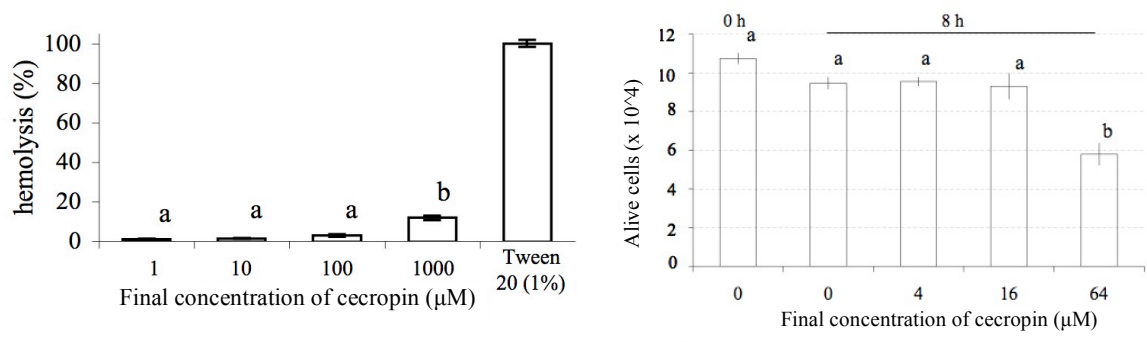 hemolysis (%)
100
80
60
40
20
0
a
a
a
b
1
10
100
1000
Tween
20 (1%)
Final concentration of cecropin (μM)
Alive cells (x 10^4)
12
10
8
6
4
2
0
0 h
8 h
a
a
a
a
b
0
0
4
16
64
Final concentration of cecropin (μM)